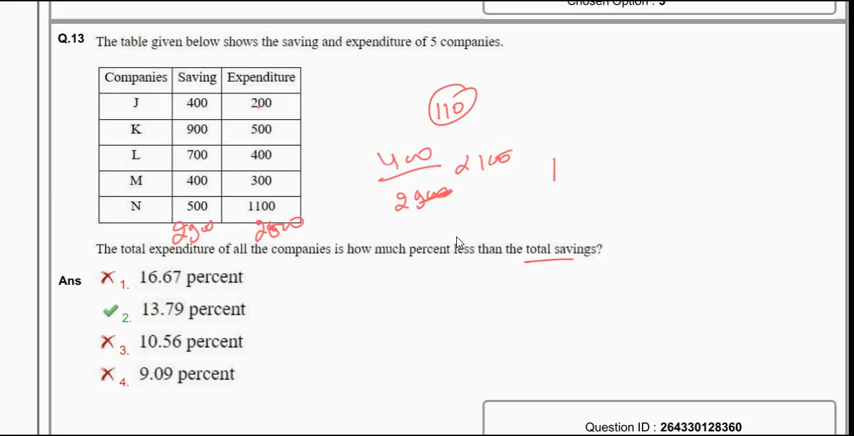 Chosen Option : 3
Q.13 The table given below shows the saving and expenditure of 5 companies.
Companies Saving Expenditure
J 400 200
K 900 500
L 700 400
M 400 300
N 500 1100
2900 2500
110
400
2900
The total expenditure of all the companies is how much percent less than the total savings?
Ans 1. 16.67 percent
2. 13.79 percent
3. 10.56 percent
4. 9.09 percent
Question ID : 264330128360